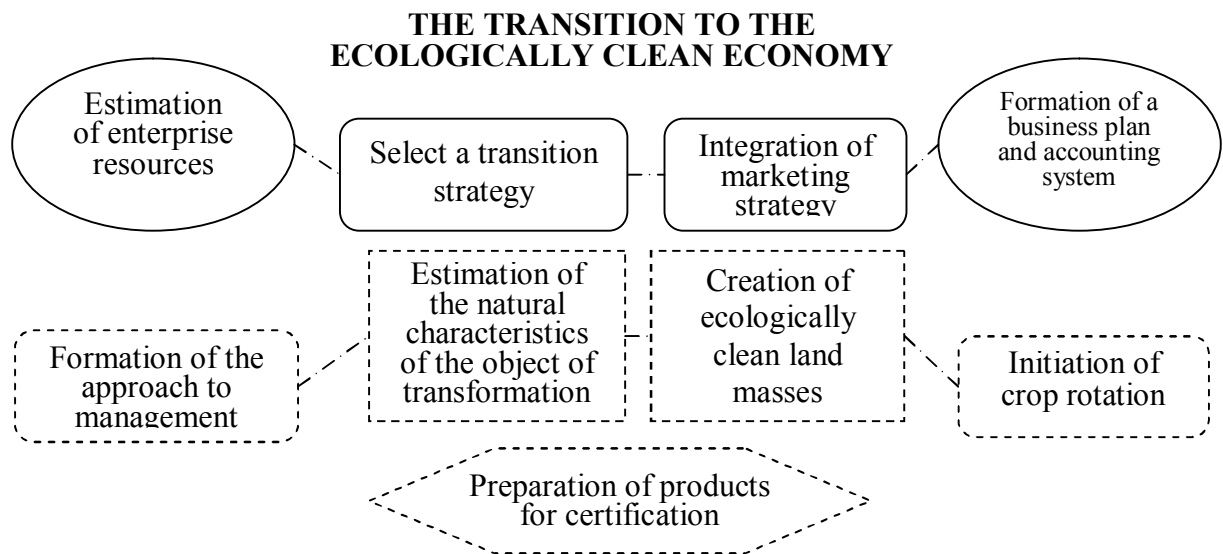 THE TRANSITION TO THE
ECOLOGICALLY CLEAN ECONOMY
Estimation
of enterprise
resources
Select a transition
strategy
Integration of
marketing
strategy
Formation of a
business plan
and accounting
system
Formation of the
approach to
management
Estimation of
the natural
characteristics
of the object of
transformation
Creation of
ecologically
clean land
masses
Initiation of
crop rotation
Preparation of products
for certification